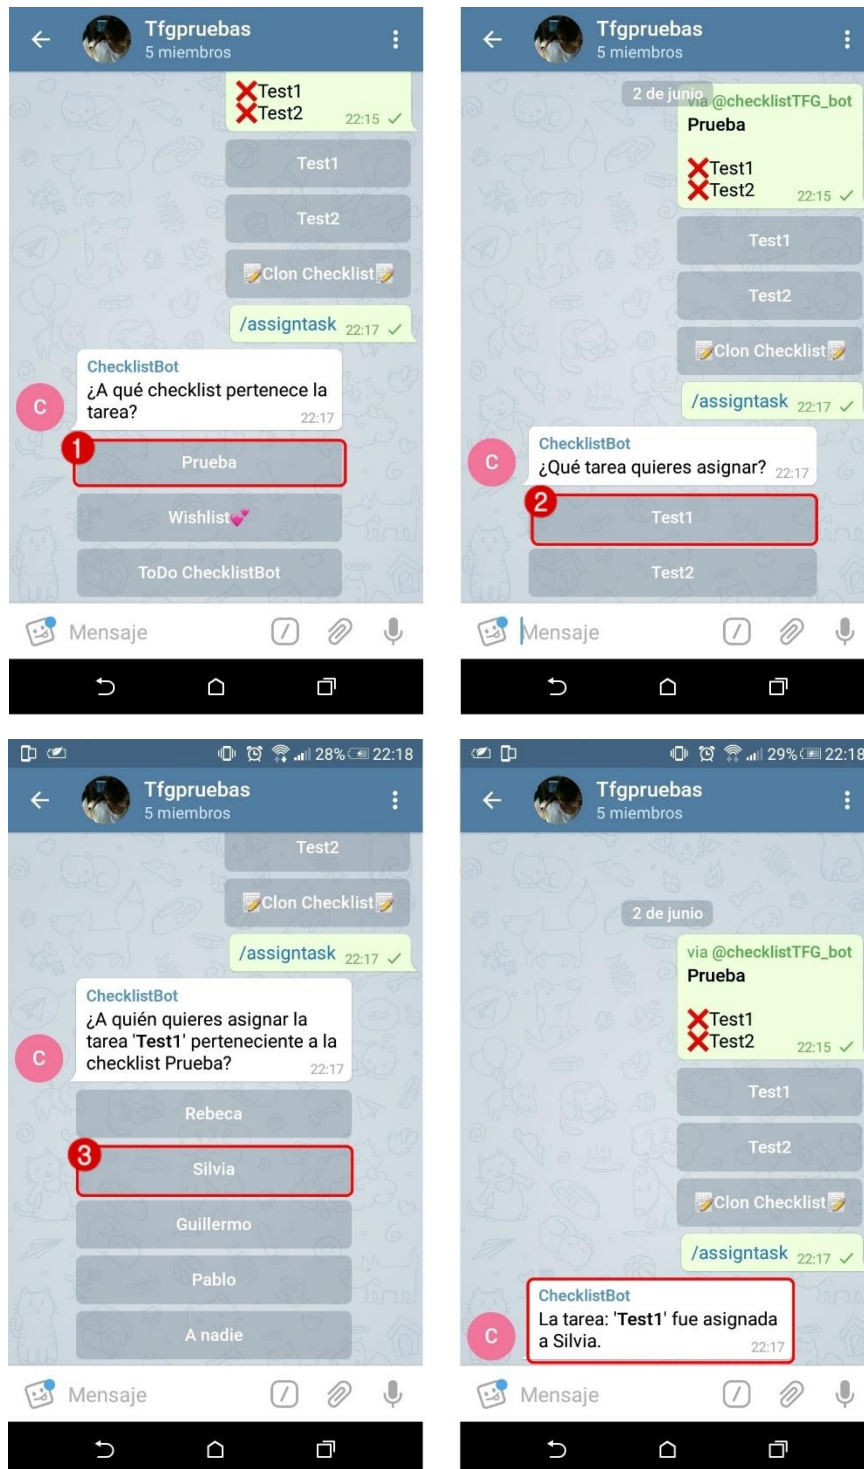 Tfgpruebas
5 miembros
❌Test1
❌Test2
22:15
Test1
Test2
📝Clon Checklist📝
/assigntask 22:17
ChecklistBot
¿A qué checklist pertenece la
tarea?
22:17
C
1
Prueba
Wishlist💕
ToDo ChecklistBot
Mensaje
Tfgpruebas
5 miembros
2 de junio
via @checklistTFG_bot
Prueba
❌Test1
❌Test2
22:15
Test1
Test2
📝Clon Checklist📝
/assigntask 22:17
ChecklistBot
¿Qué tarea quieres asignar? 22:17
C
2
Test1
Test2
Mensaje
28% 22:18
Tfgpruebas
5 miembros
Test2
📝Clon Checklist📝
/assigntask 22:17
ChecklistBot
¿A quién quieres asignar la
tarea 'Test1' perteneciente a la
checklist Prueba?
22:17
C
Rebeca
3
Silvia
Guillermo
Pablo
A nadie
Mensaje
29% 22:18
Tfgpruebas
5 miembros
2 de junio
via @checklistTFG_bot
Prueba
❌Test1
❌Test2
22:15
Test1
Test2
📝Clon Checklist📝
/assigntask 22:17
ChecklistBot
La tarea: 'Test1' fue asignada
a Silvia.
22:17
C
Mensaje